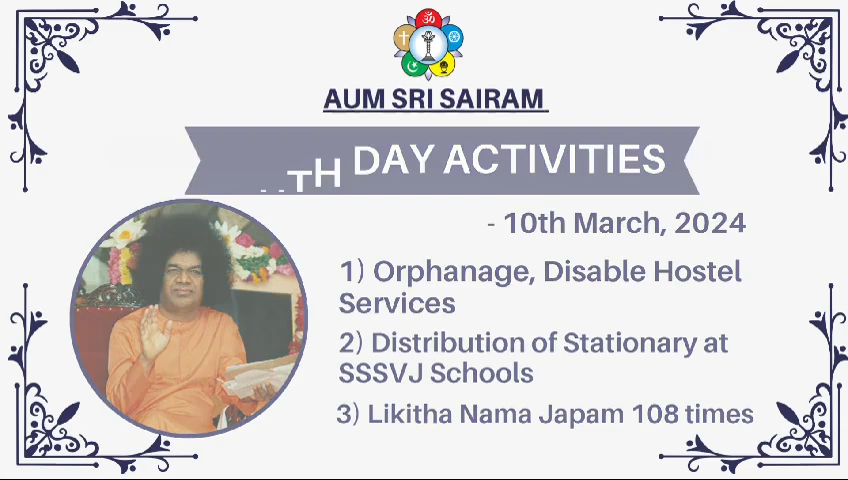 AUM SRI SAIRAM
TH DAY ACTIVITIES
- 10th March, 2024
1) Orphanage, Disable Hostel
Services
2) Distribution of Stationary at
SSSVJ Schools
3) Likitha Nama Japam 108 times